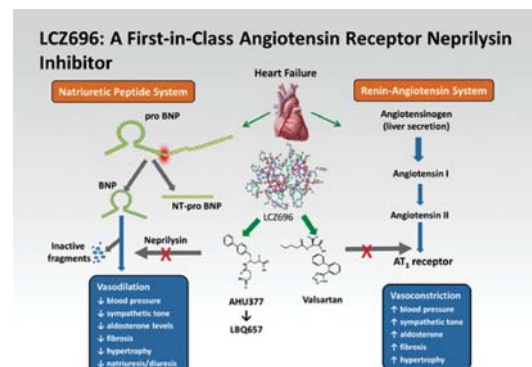 LCZ696: A First-in-Class Angiotensin Receptor Neprilysin
Inhibitor
Heart Failure
Natriuretic Peptide System
Renin-Angiotensin System
pro BNP
Angiotensinogen
(liver secretion)
BNP
NT-pro BNP
LCZ696
Angiotensin I
Angiotensin II
Inactive
fragments
Neprilysin
X
X
AT1 receptor
AHU377
LBQ657
Valsartan
Vasodilation
↓ blood pressure
↓ sympathetic tone
↓ aldosterone levels
↓ fibrosis
↓ hypertrophy
↓ natriuresis/diuresis
Vasoconstriction
↑ blood pressure
↑ sympathetic tone
↑ aldosterone
↑ fibrosis
↑ hypertrophy